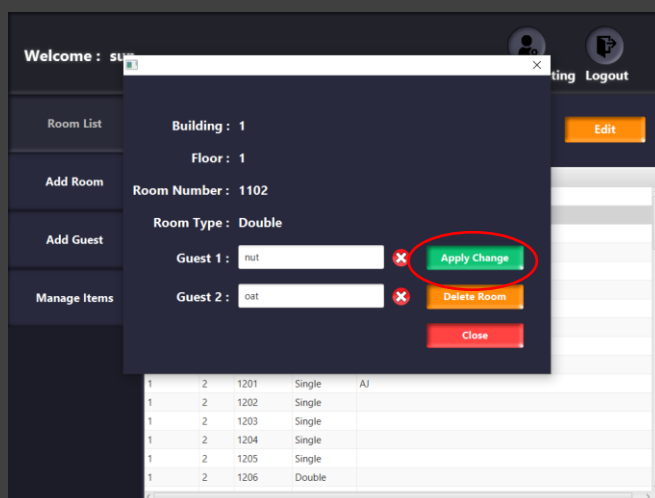 Welcome : sun
ting Logout
Room List
Edit
Add Room
Add Guest
Manage Items
Building : 1
Floor : 1
Room Number : 1102
Room Type : Double
Guest 1 : nut Apply Change
Guest 2 : oat Delete Room
Close
1 2 1201 Single AJ
1 2 1202 Single
1 2 1203 Single
1 2 1204 Single
1 2 1205 Single
1 2 1206 Double